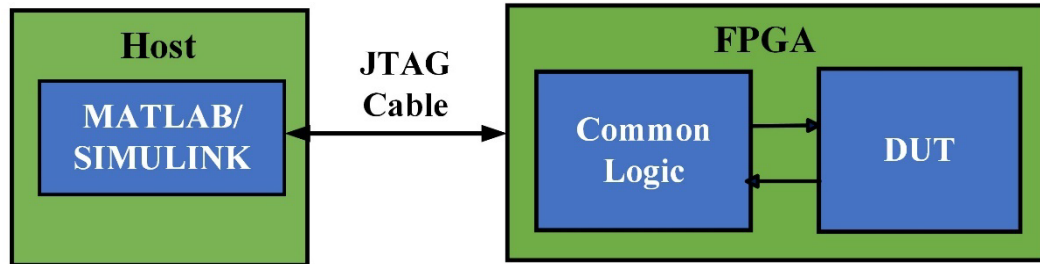 Host
MATLAB/
SIMULINK
JTAG
Cable
FPGA
Common
Logic
DUT